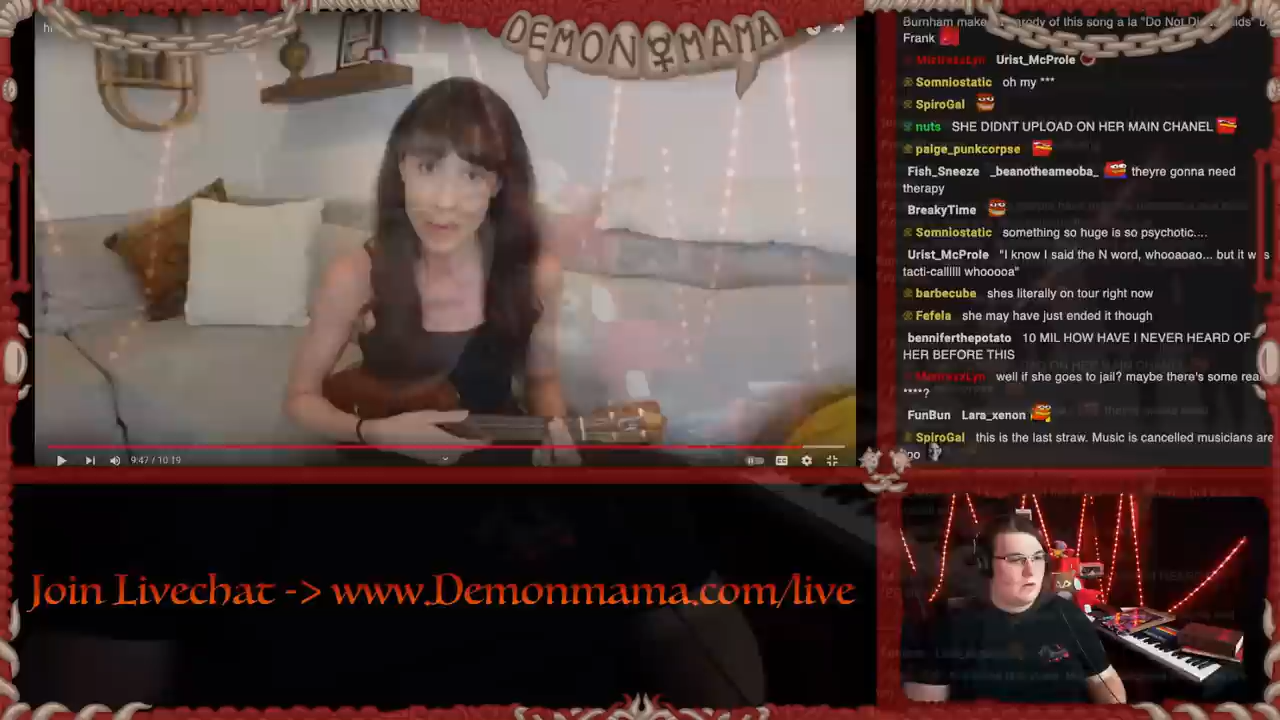 hi
DEMON MAMA
9:47 / 10:19
CC
Join Livechat -> www.Demonmama.com/live
Burnham make parody of this song a la "Do Not
Frank
MistressLyn Urist_McProle
Somniostatic oh my ***
SpiroGal
nuts SHE DIDNT UPLOAD ON HER MAIN CHANEL
paige_punkcorpse
Fish_Sneeze _beanotheameoba_ theyre gonna need
therapy
BreakyTime
Somniostatic something so huge is so psychotic....
Urist_McProle "I know I said the N word, whooaoao... but it was
tacti-callllll whooooa"
barbecube shes literally on tour right now
Fefela she may have just ended it though
benniferthepotato 10 MIL HOW HAVE I NEVER HEARD OF
HER BEFORE THIS
well if she goes to jail? maybe there's some real
****?
FunBun Lara_xenon
SpiroGal this is the last straw. Music is cancelled musicians are